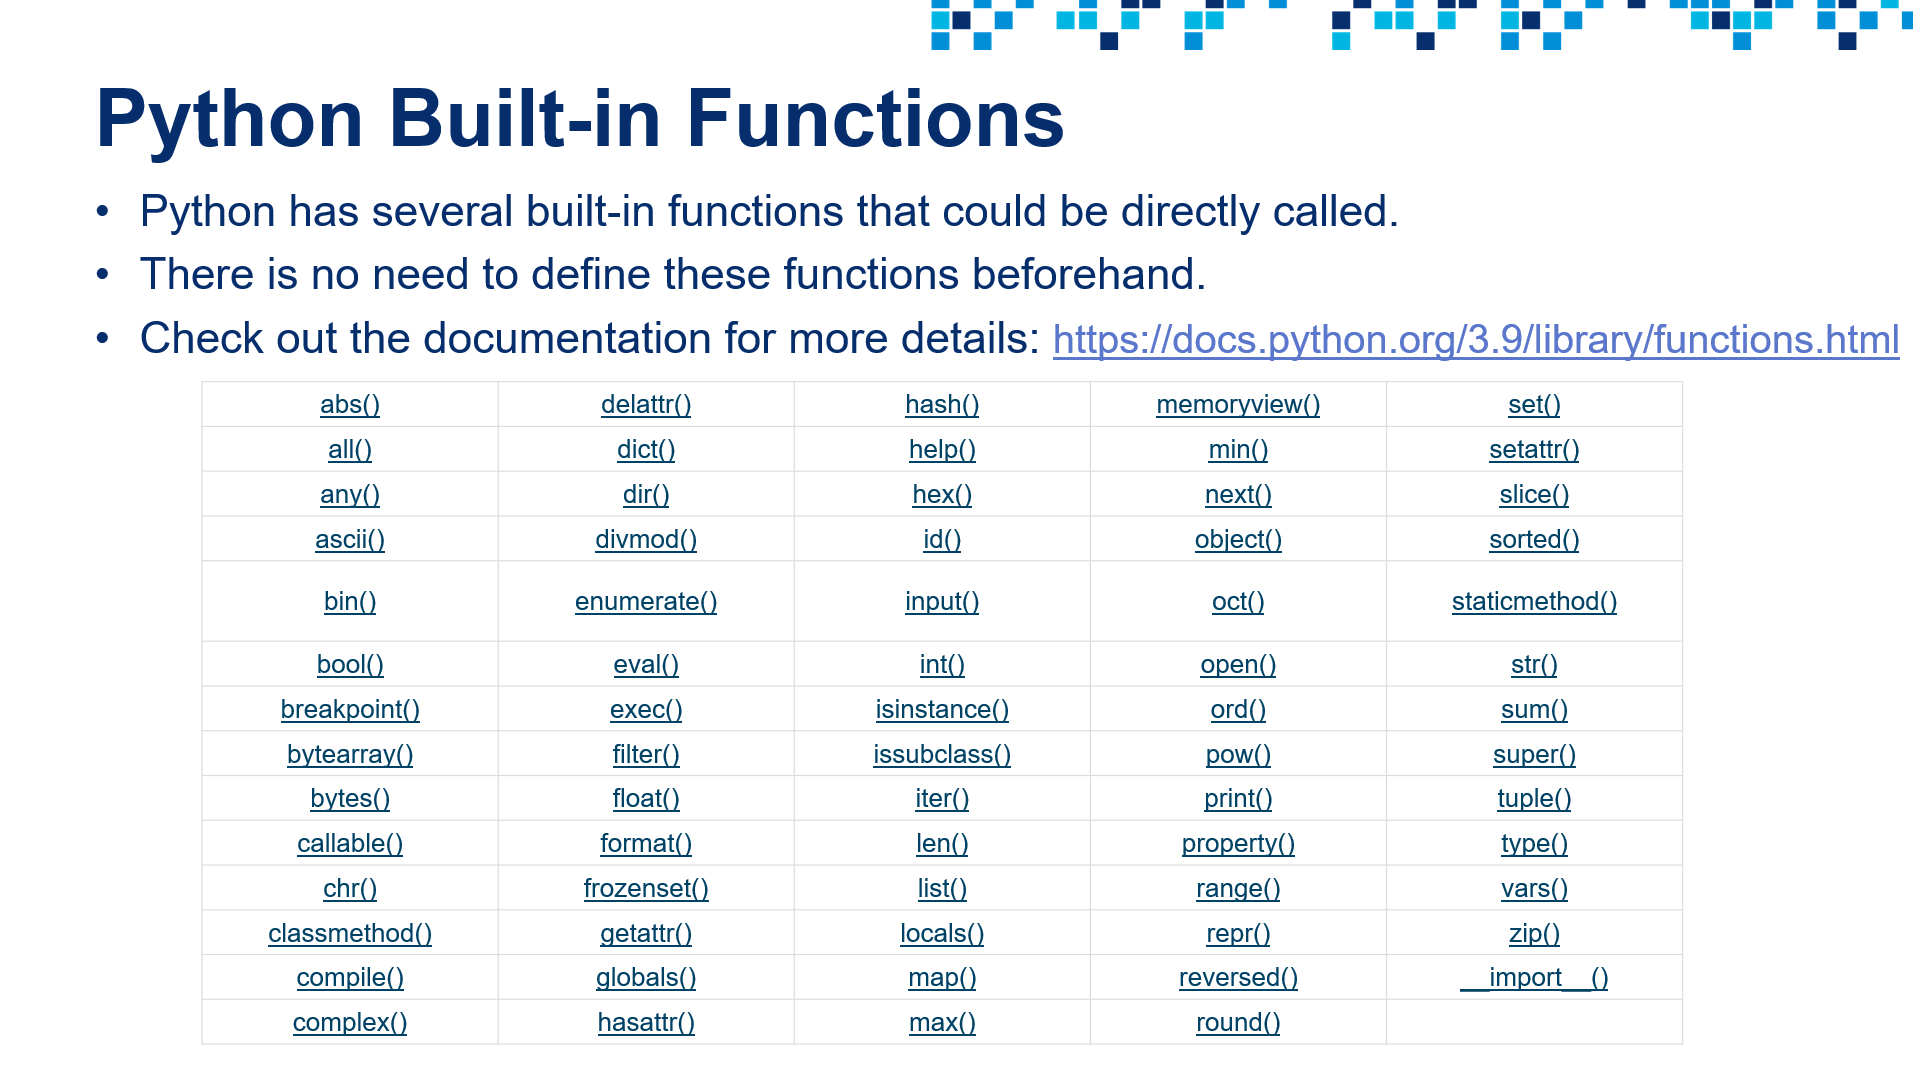 Python Built-in Functions
• Python has several built-in functions that could be directly called.
• There is no need to define these functions beforehand.
• Check out the documentation for more details: https://docs.python.org/3.9/library/functions.html
abs() delattr() hash() memoryview() set()
all() dict() help() min() setattr()
any() dir() hex() next() slice()
ascii() divmod() id() object() sorted()
bin() enumerate() input() oct() staticmethod()
bool() eval() int() open() str()
breakpoint() exec() isinstance() ord() sum()
bytearray() filter() issubclass() pow() super()
bytes() float() iter() print() tuple()
callable() format() len() property() type()
chr() frozenset() list() range() vars()
classmethod() getattr() locals() repr() zip()
compile() globals() map() reversed() __import__()
complex() hasattr() max() round()